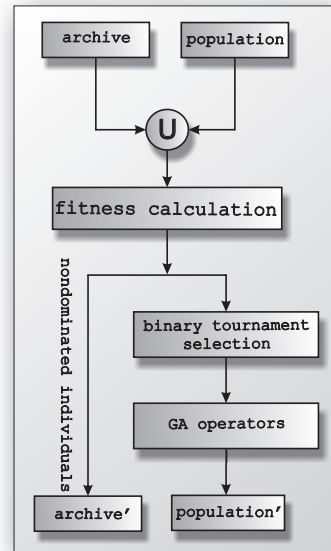 archive
population
U
fitness calculation
nondominated individuals
binary tournament
selection
GA operators
archive’
population’